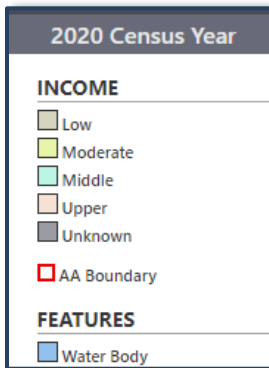 2020 Census Year
INCOME
Low
Moderate
Middle
Upper
Unknown
AA Boundary
FEATURES
Water Body